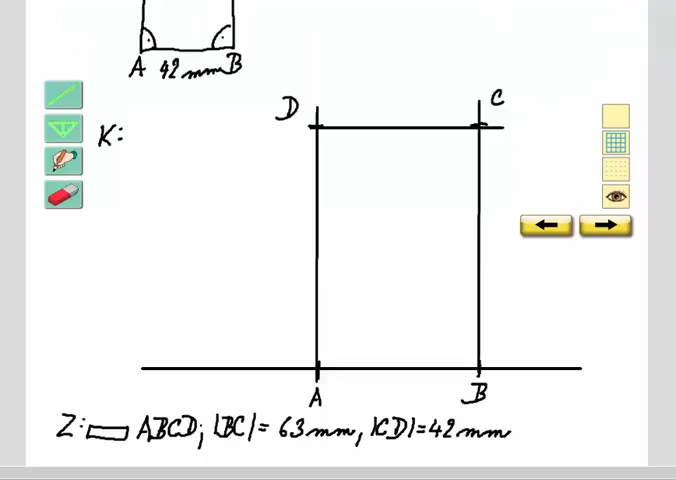 A 42 mm B
D C
K:
A B
Z: ▭ ABCD; |BC| = 63 mm, |CD| = 42 mm